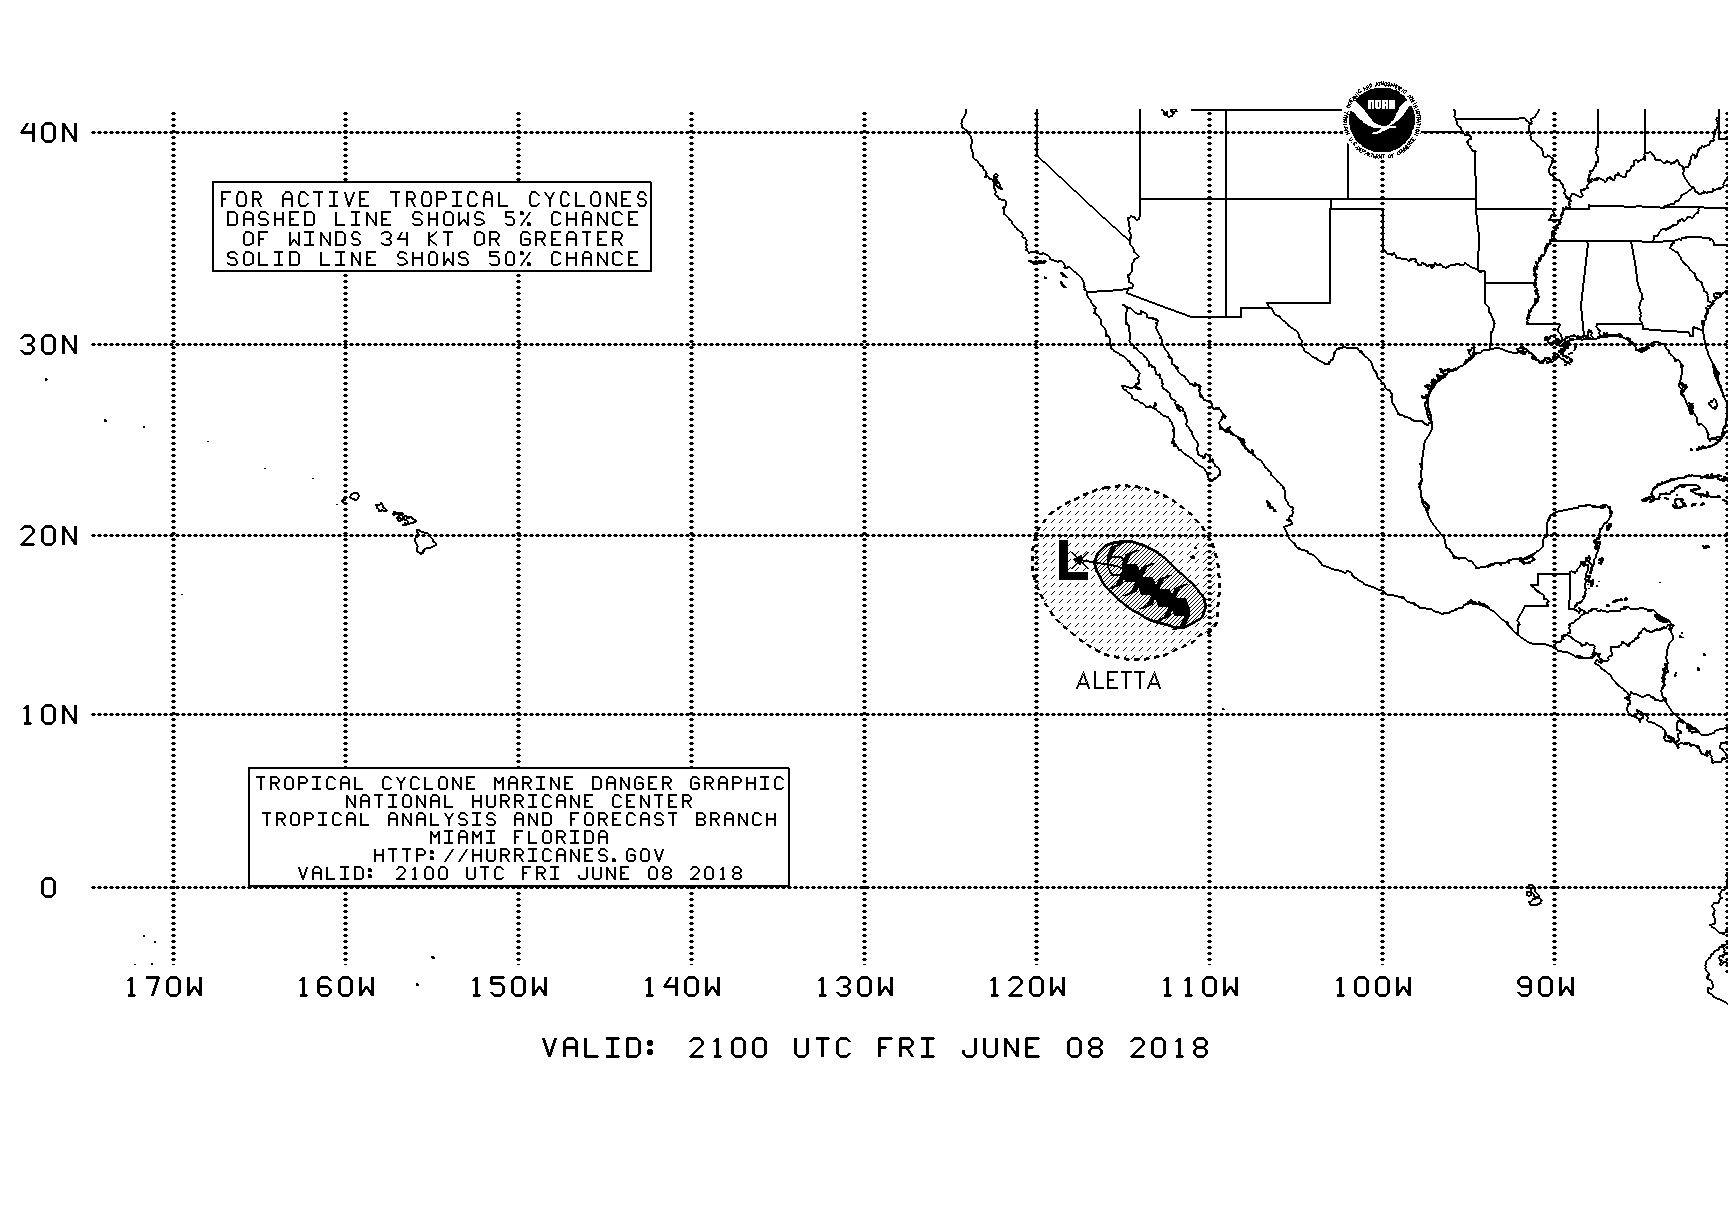 NOAA
40N
FOR ACTIVE TROPICAL CYCLONES
DASHED LINE SHOWS 5% CHANCE
OF WINDS 34 KT OR GREATER
SOLID LINE SHOWS 50% CHANCE
30N
20N
L
ALETTA
10N
TROPICAL CYCLONE MARINE DANGER GRAPHIC
NATIONAL HURRICANE CENTER
TROPICAL ANALYSIS AND FORECAST BRANCH
MIAMI FLORIDA
HTTP://HURRICANES.GOV
VALID: 2100 UTC FRI JUNE 08 2018
0
170W 160W 150W 140W 130W 120W 110W 100W 90W
VALID: 2100 UTC FRI JUNE 08 2018